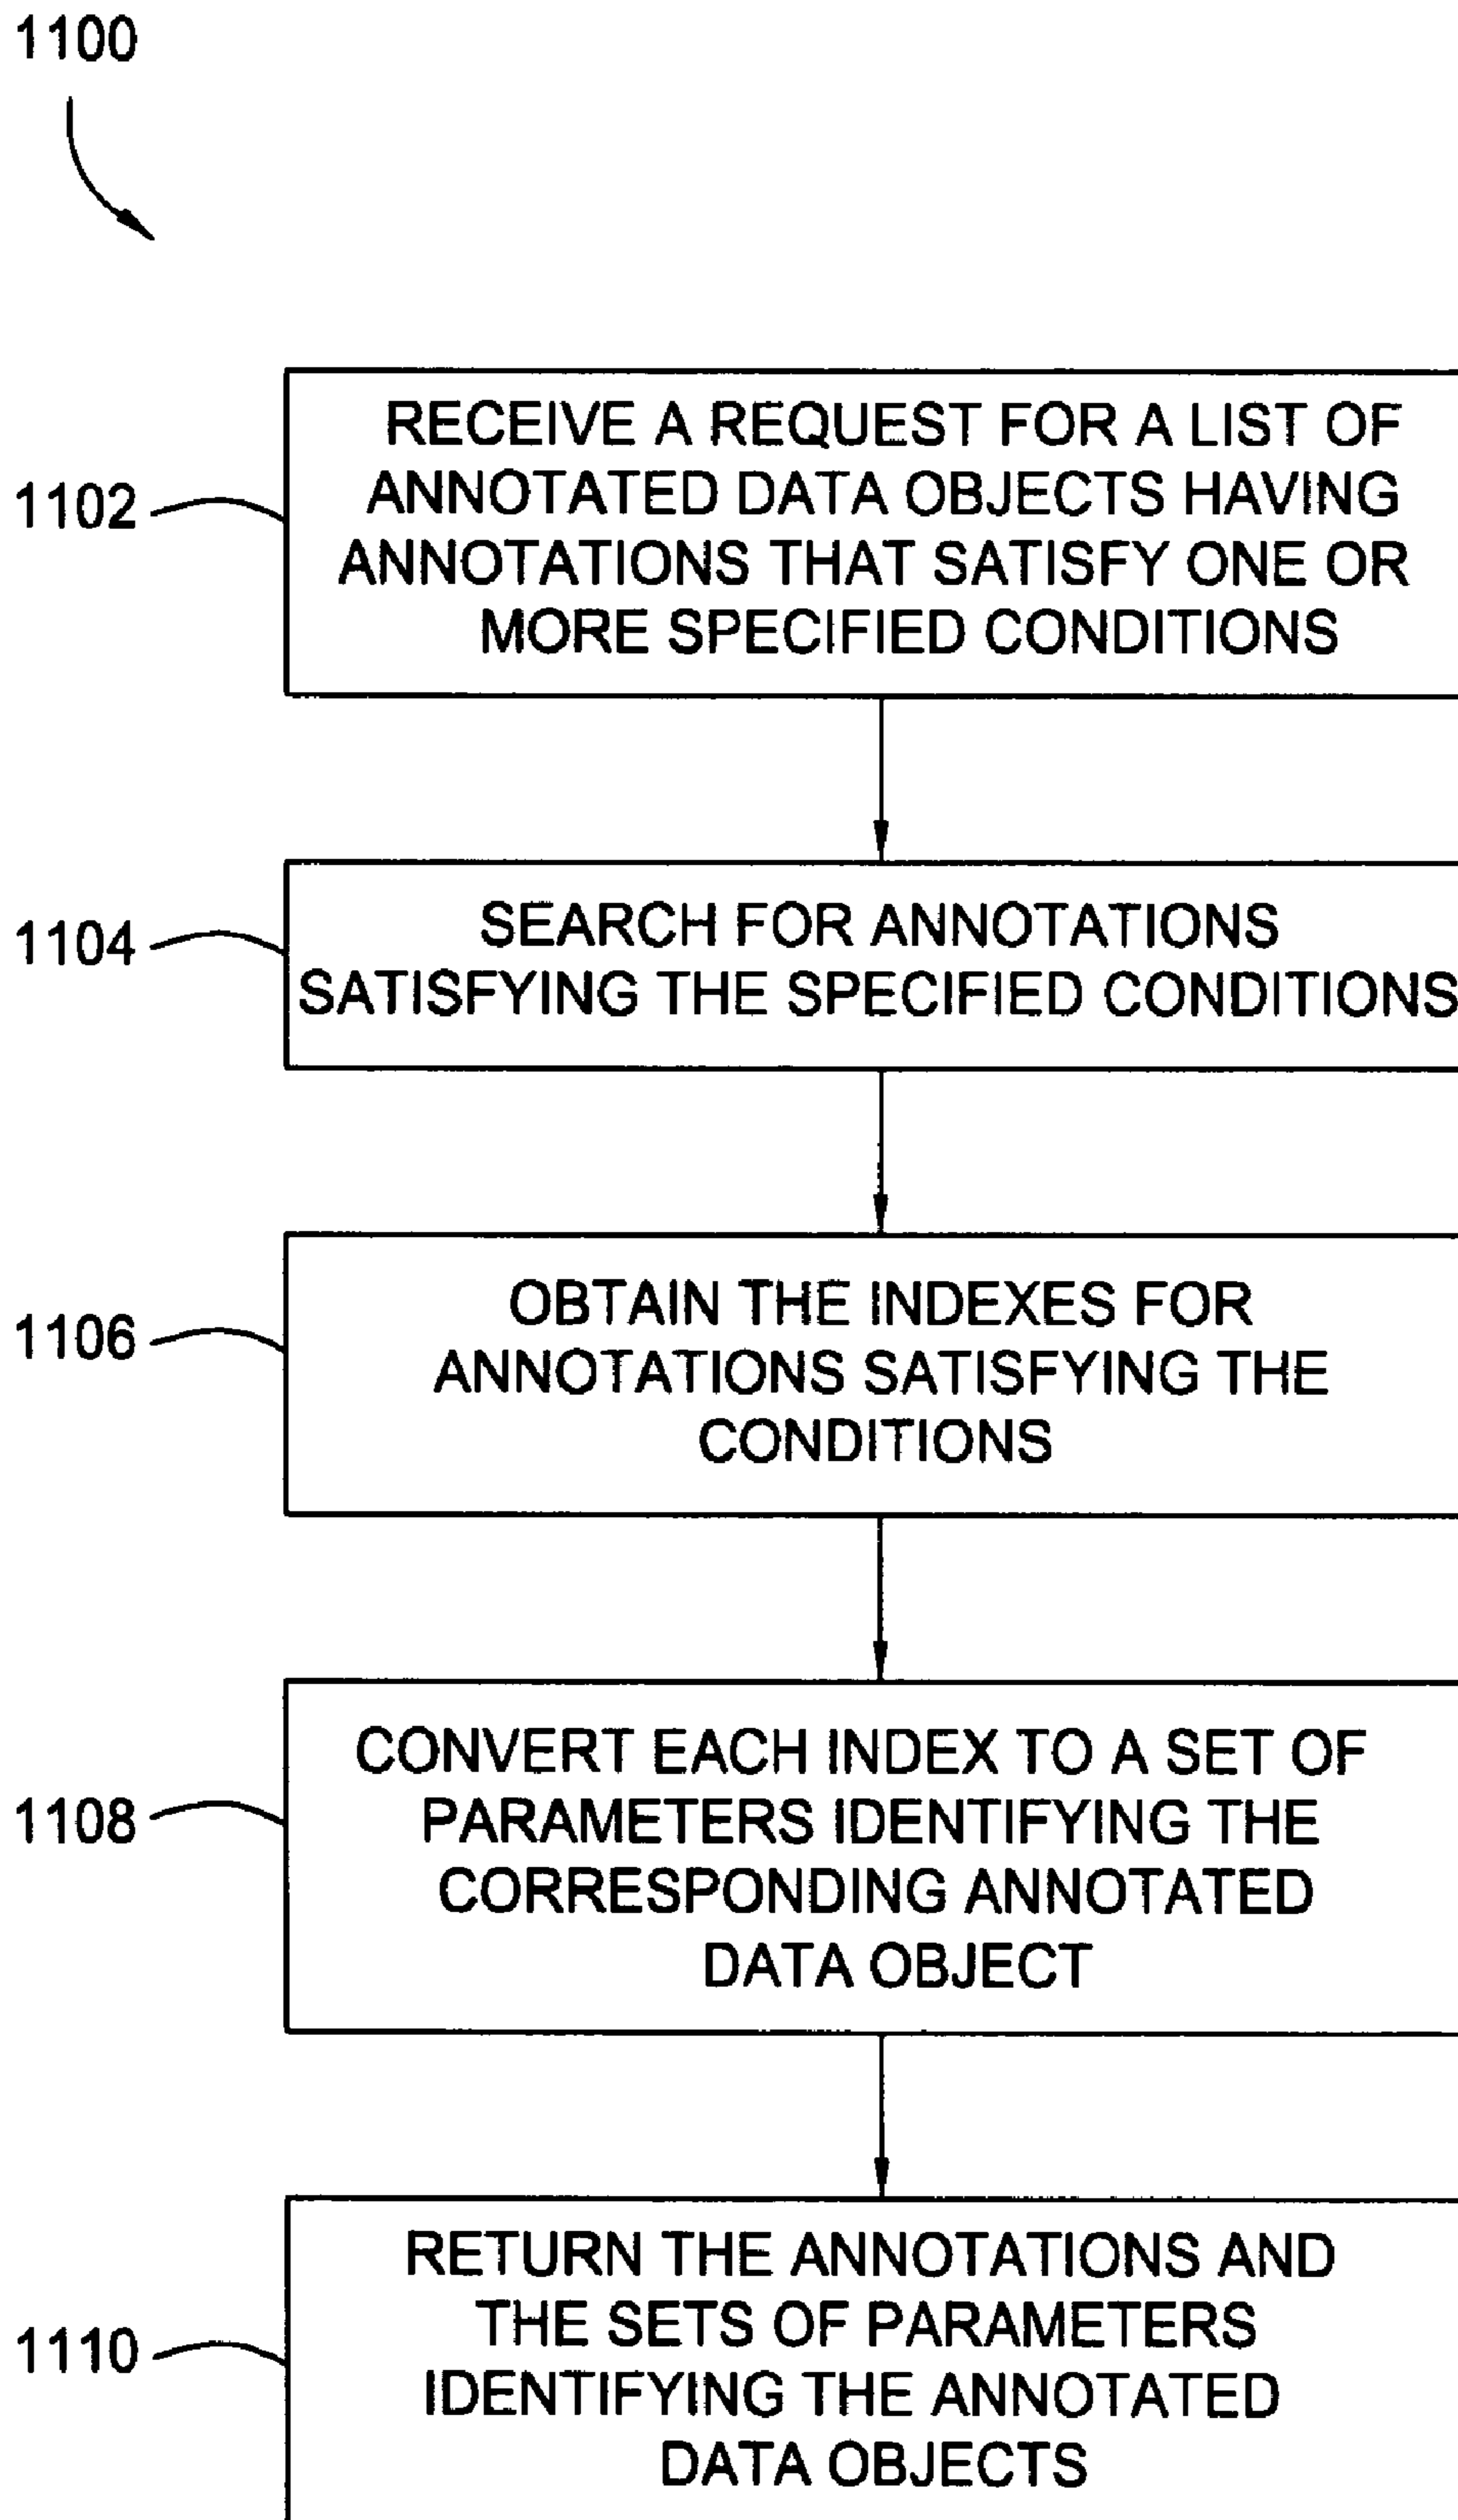 1100
1102
RECEIVE A REQUEST FOR A LIST OF
ANNOTATED DATA OBJECTS HAVING
ANNOTATIONS THAT SATISFY ONE OR
MORE SPECIFIED CONDITIONS
1104
SEARCH FOR ANNOTATIONS
SATISFYING THE SPECIFIED CONDITIONS
1106
OBTAIN THE INDEXES FOR
ANNOTATIONS SATISFYING THE
CONDITIONS
1108
CONVERT EACH INDEX TO A SET OF
PARAMETERS IDENTIFYING THE
CORRESPONDING ANNOTATED
DATA OBJECT
1110
RETURN THE ANNOTATIONS AND
THE SETS OF PARAMETERS
IDENTIFYING THE ANNOTATED
DATA OBJECTS